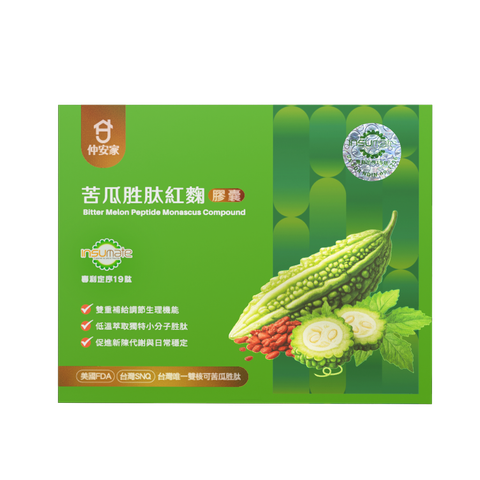 仲安家
苦瓜胜肽紅麴 膠囊
Bitter Melon Peptide Monascus Compound
insumate
專利定序19肽
雙重補給調節生理機能
低溫萃取獨特小分子胜肽
促進新陳代謝與日常穩定
美國FDA 台灣SNQ 台灣唯一雙核可苦瓜胜肽
insumate